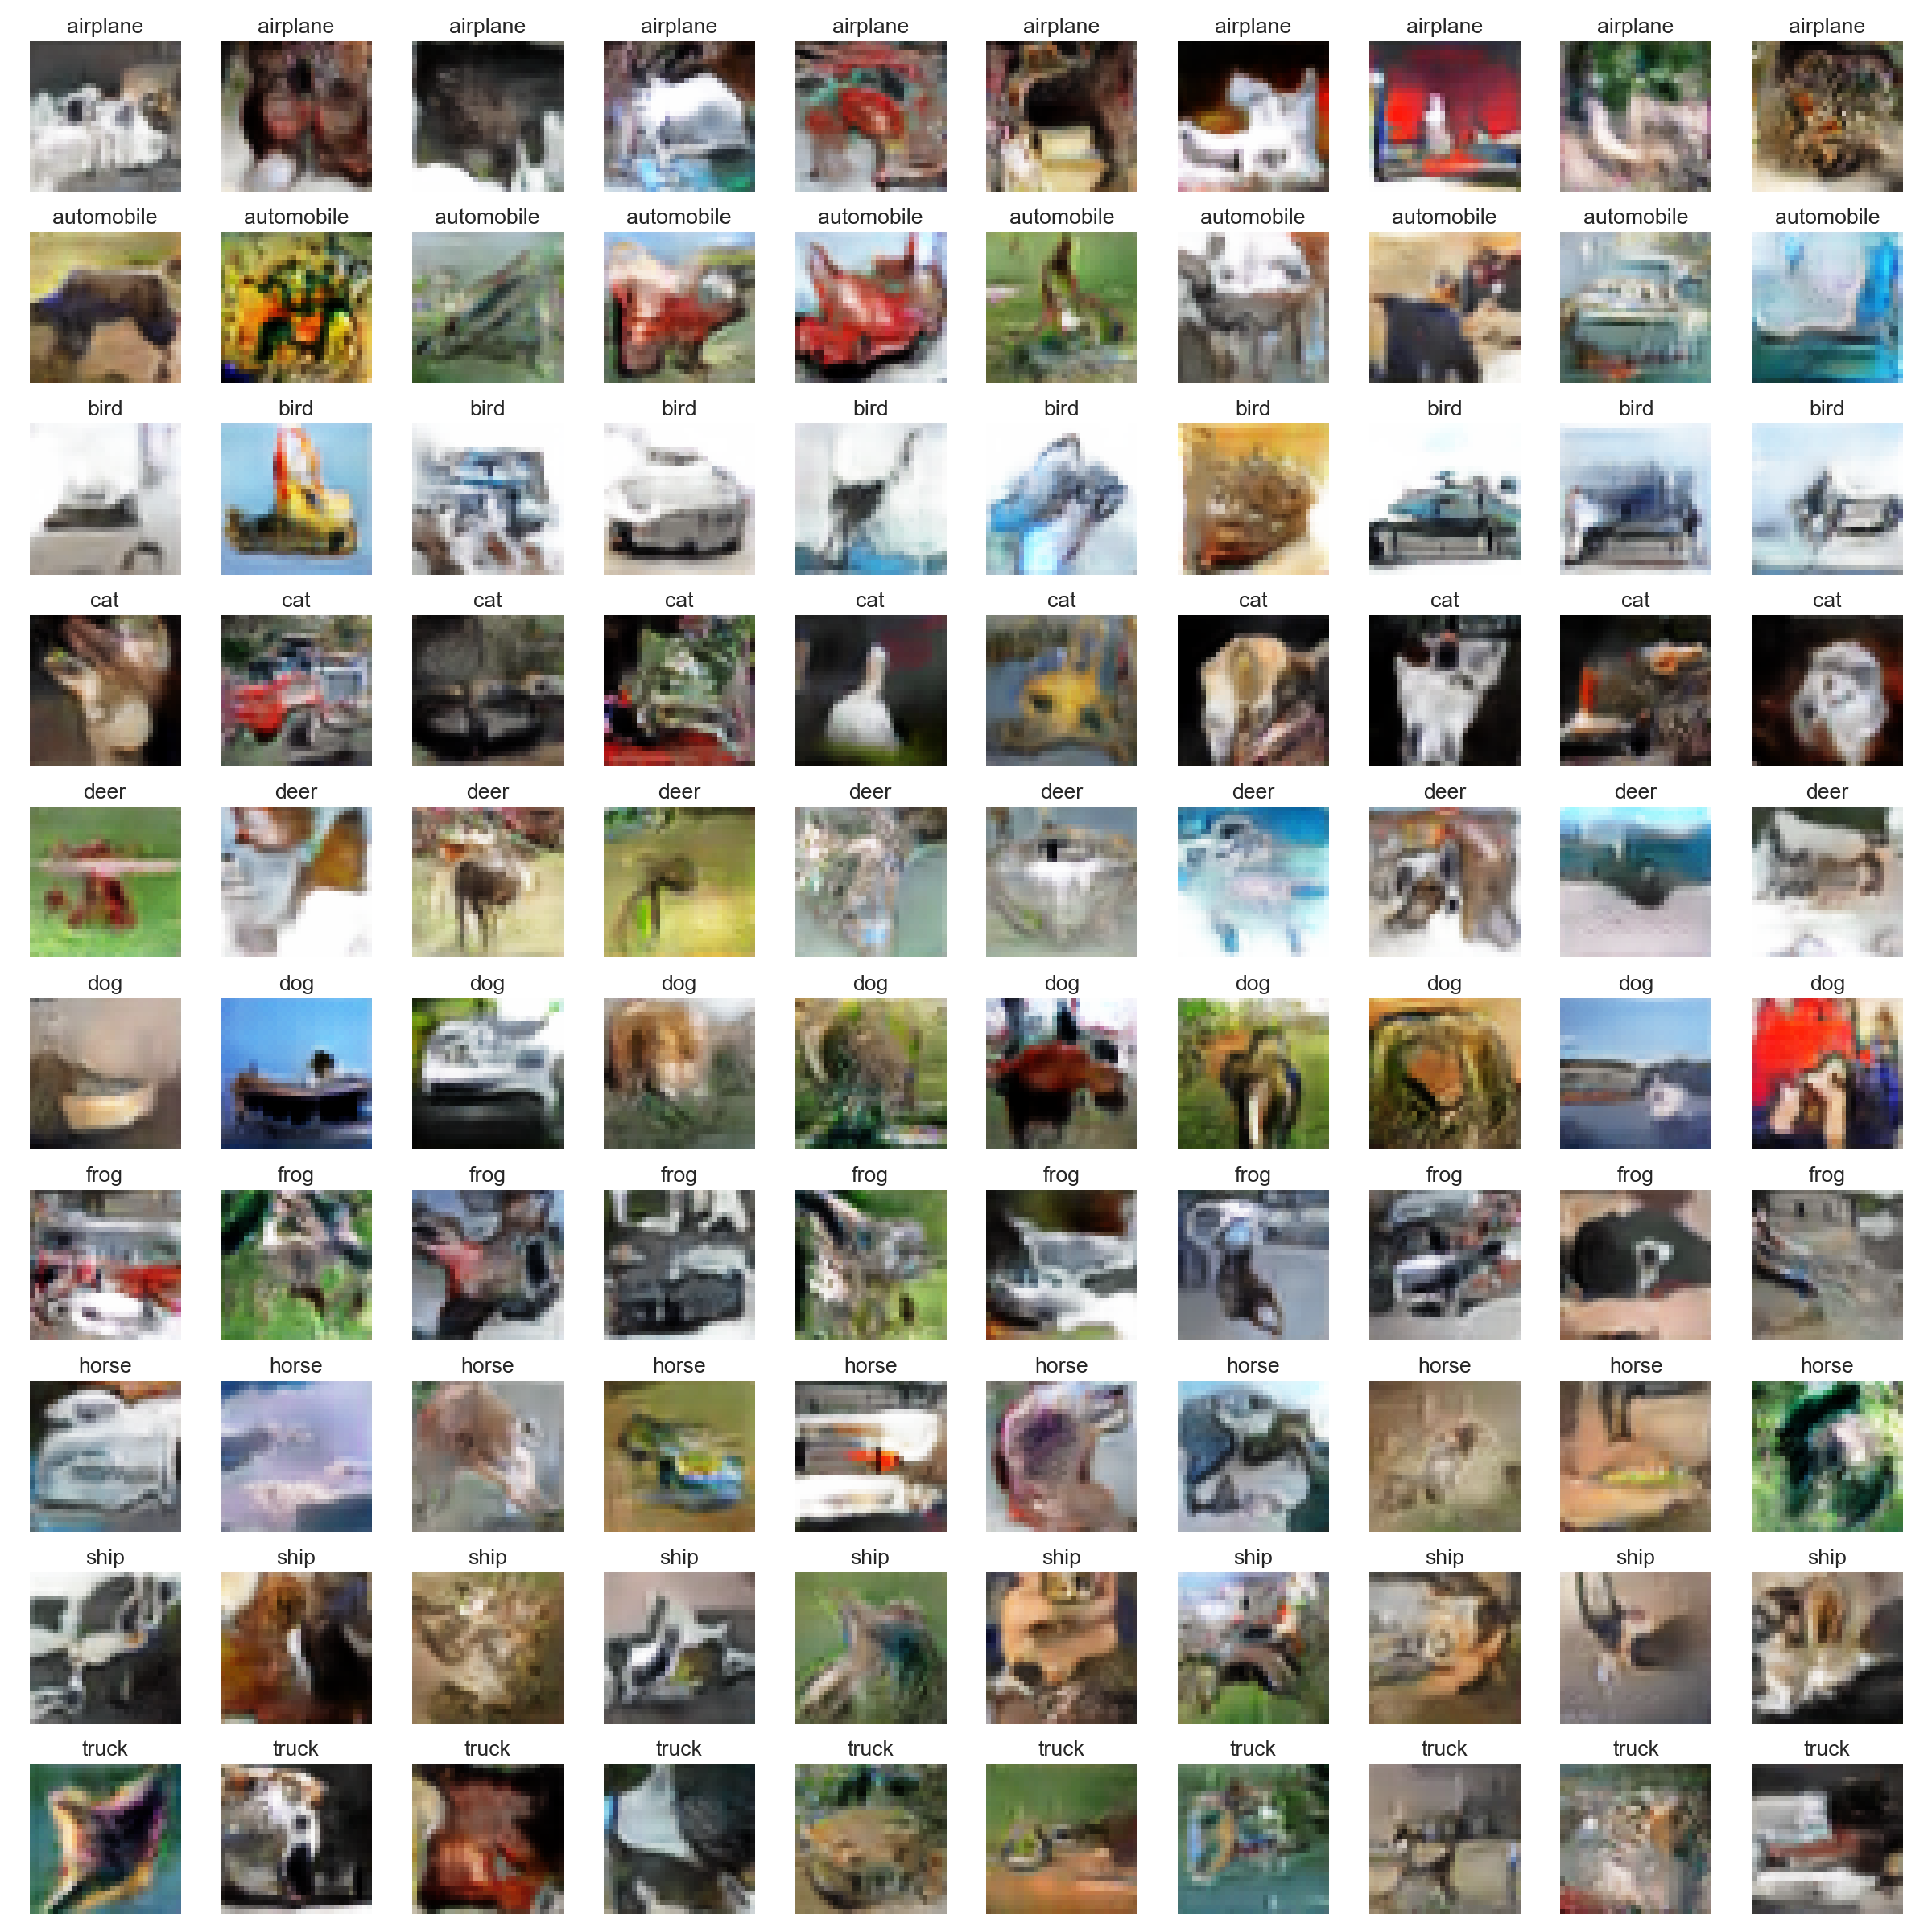 airplane airplane airplane airplane airplane airplane airplane airplane airplane airplane
automobile automobile automobile automobile automobile automobile automobile automobile automobile automobile
bird bird bird bird bird bird bird bird bird bird
cat cat cat cat cat cat cat cat cat cat
deer deer deer deer deer deer deer deer deer deer
dog dog dog dog dog dog dog dog dog dog
frog frog frog frog frog frog frog frog frog frog
horse horse horse horse horse horse horse horse horse horse
ship ship ship ship ship ship ship ship ship ship
truck truck truck truck truck truck truck truck truck truck